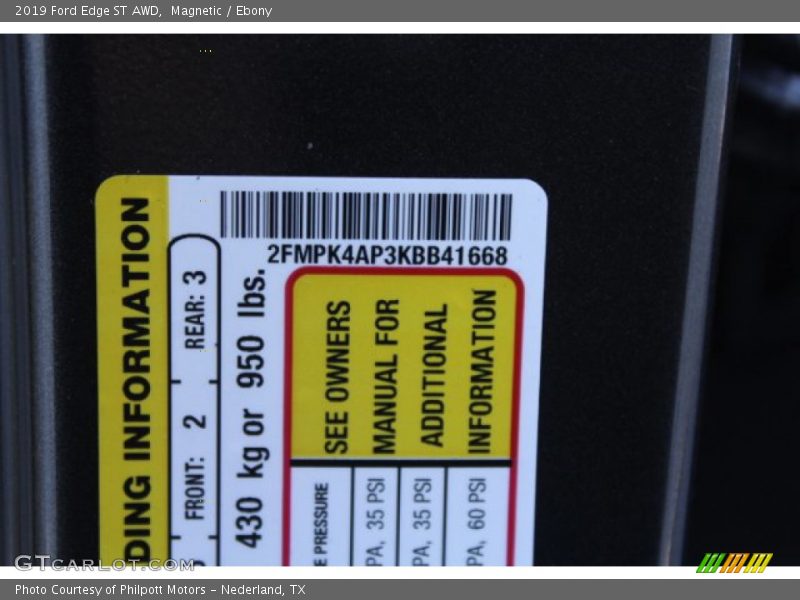 2019 Ford Edge ST AWD,  Magnetic / Ebony
2FMPK4AP3KBB41668
DING INFORMATION
FRONT: 2 REAR: 3
430 kg or 950 lbs.
SEE OWNERS
MANUAL FOR
ADDITIONAL
INFORMATION
E PRESSURE
PA, 35 PSI
PA, 35 PSI
PA, 60 PSI
GTcarlot.com
Photo Courtesy of Philpott Motors - Nederland, TX